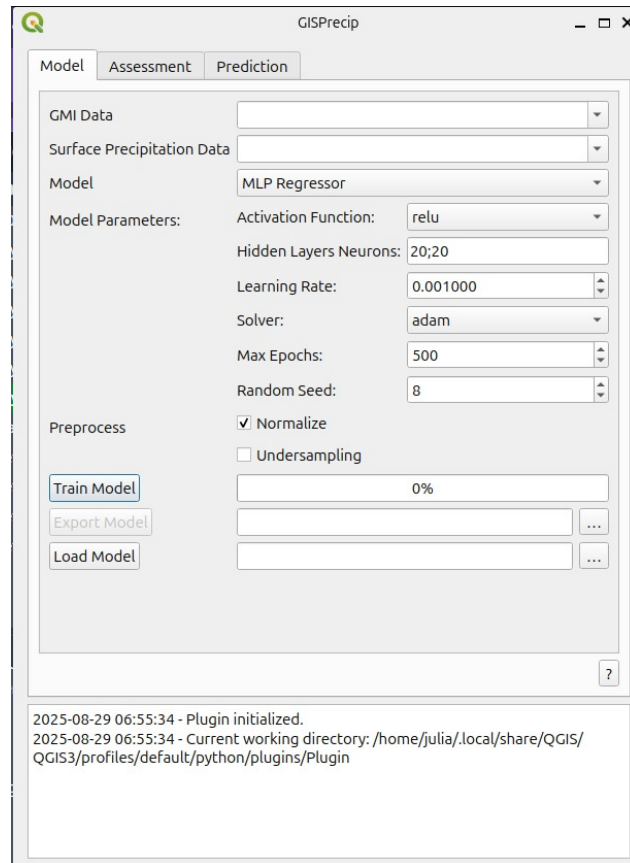 GISPrecip
Model Assessment Prediction
GMI Data
Surface Precipitation Data
Model MLP Regressor
Model Parameters: Activation Function: relu
Hidden Layers Neurons: 20;20
Learning Rate: 0.001000
Solver: adam
Max Epochs: 500
Random Seed: 8
Preprocess Normalize
Undersampling
Train Model 0%
Export Model ...
Load Model ...
?
2025-08-29 06:55:34 - Plugin initialized.
2025-08-29 06:55:34 - Current working directory: /home/julia/.local/share/QGIS/
QGIS3/profiles/default/python/plugins/Plugin